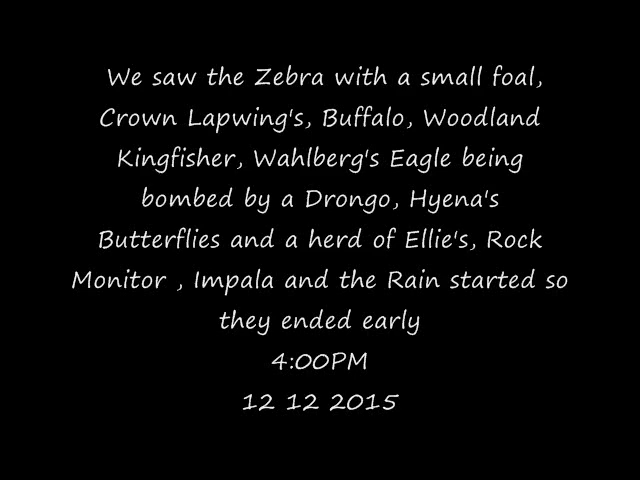 We saw the Zebra with a small foal,
Crown Lapwing's, Buffalo, Woodland
Kingfisher, Wahlberg's Eagle being
bombed by a Drongo, Hyena's
Butterflies and a herd of Ellie's, Rock
Monitor , Impala and the Rain started so
they ended early
4:00PM
12 12 2015